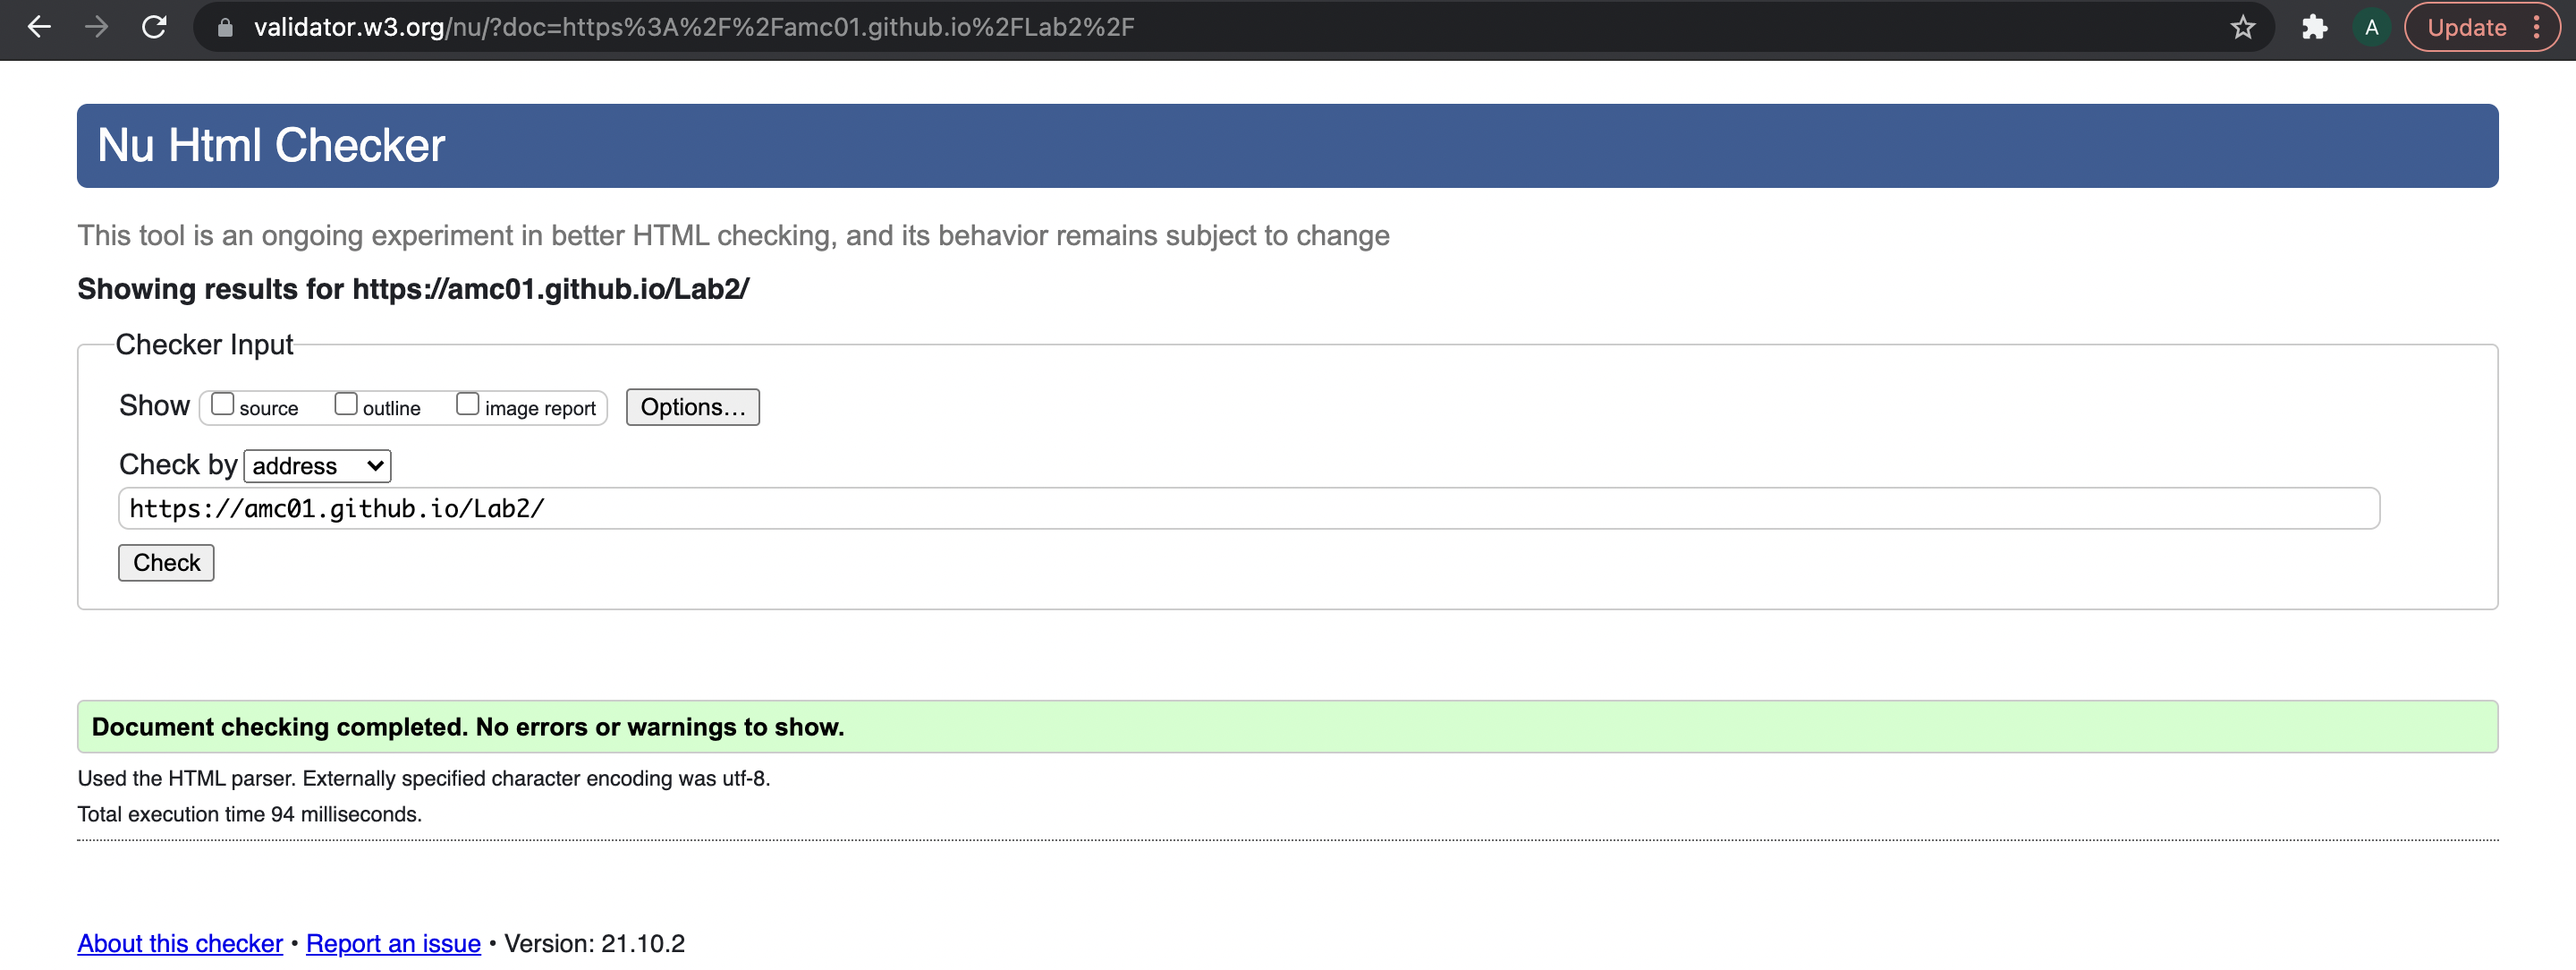 validator.w3.org/nu/?doc=https%3A%2F%2Famc01.github.io%2FLab2%2F
A
Update
Nu Html Checker
This tool is an ongoing experiment in better HTML checking, and its behavior remains subject to change
Showing results for https://amc01.github.io/Lab2/
Checker Input
Show source outline image report Options...
Check by address
https://amc01.github.io/Lab2/
Check
Document checking completed. No errors or warnings to show.
Used the HTML parser. Externally specified character encoding was utf-8.
Total execution time 94 milliseconds.
About this checker • Report an issue • Version: 21.10.2